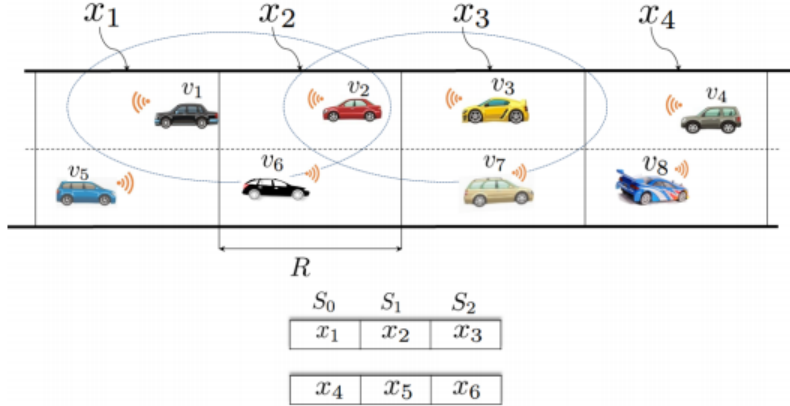 x₁ x₂ x₃ x₄
v₁ v₂ v₃ v₄
v₅ v₆ v₇ v₈
R
S₀ S₁ S₂
x₁ x₂ x₃
x₄ x₅ x₆